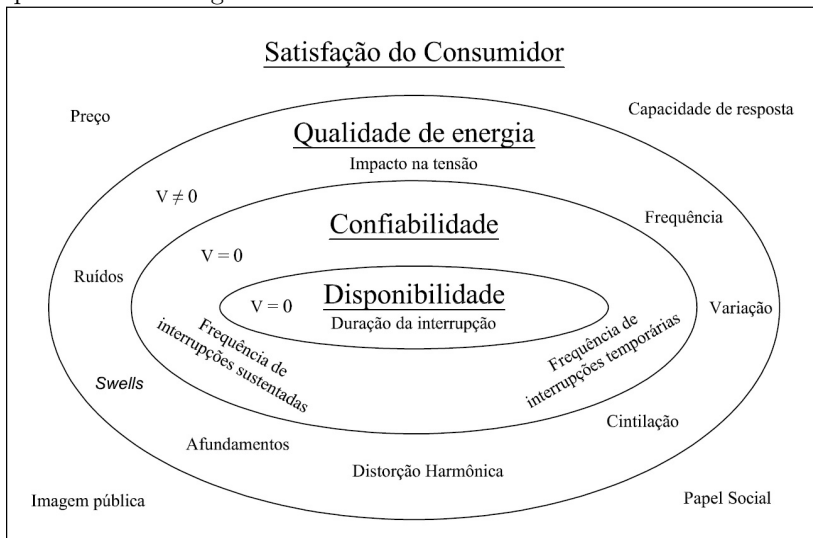 Satisfação do Consumidor
Preço
Capacidade de resposta
Qualidade de energia
Impacto na tensão
V ≠ 0
Confiabilidade
Frequência
V = 0
Ruídos
Disponibilidade
V = 0
Duração da interrupção
Variação
Frequência de
interrupções sustentadas
Frequência de
interrupções temporárias
Swells
Cintilação
Afundamentos
Distorção Harmônica
Imagem pública
Papel Social